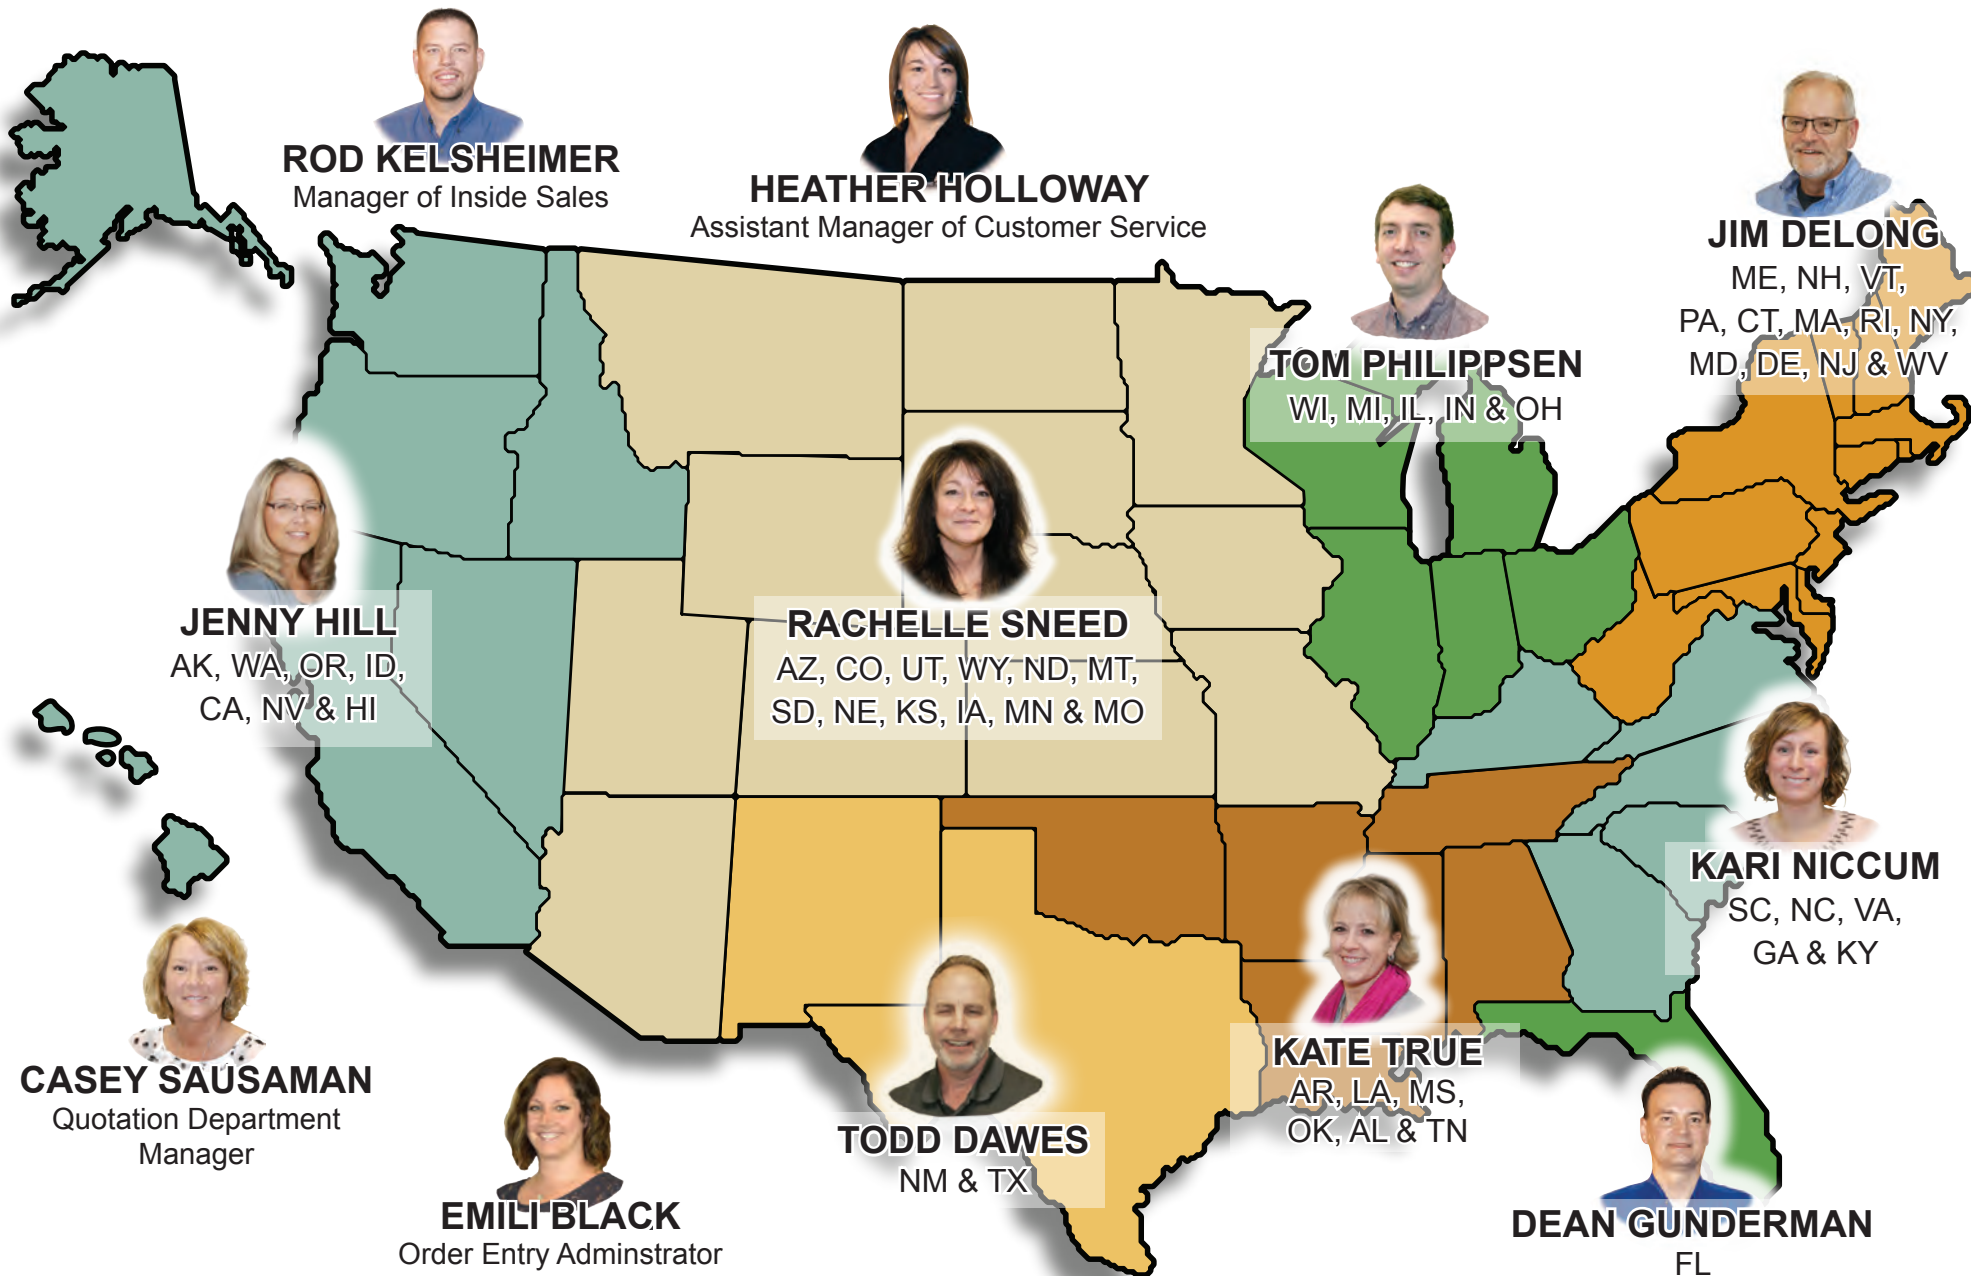 ROD KELSHEIMER
Manager of Inside Sales
HEATHER HOLLOWAY
Assistant Manager of Customer Service
JIM DELONG
ME, NH, VT,
PA, CT, MA, RI, NY,
MD, DE, NJ & WV
TOM PHILIPPSEN
WI, MI, IL, IN & OH
JENNY HILL
AK, WA, OR, ID,
CA, NV & HI
RACHELLE SNEED
AZ, CO, UT, WY, ND, MT,
SD, NE, KS, IA, MN & MO
KARI NICCUM
SC, NC, VA,
GA & KY
CASEY SAUSAMAN
Quotation Department
Manager
KATE TRUE
AR, LA, MS,
OK, AL & TN
TODD DAWES
NM & TX
EMILI BLACK
Order Entry Adminstrator
DEAN GUNDERMAN
FL